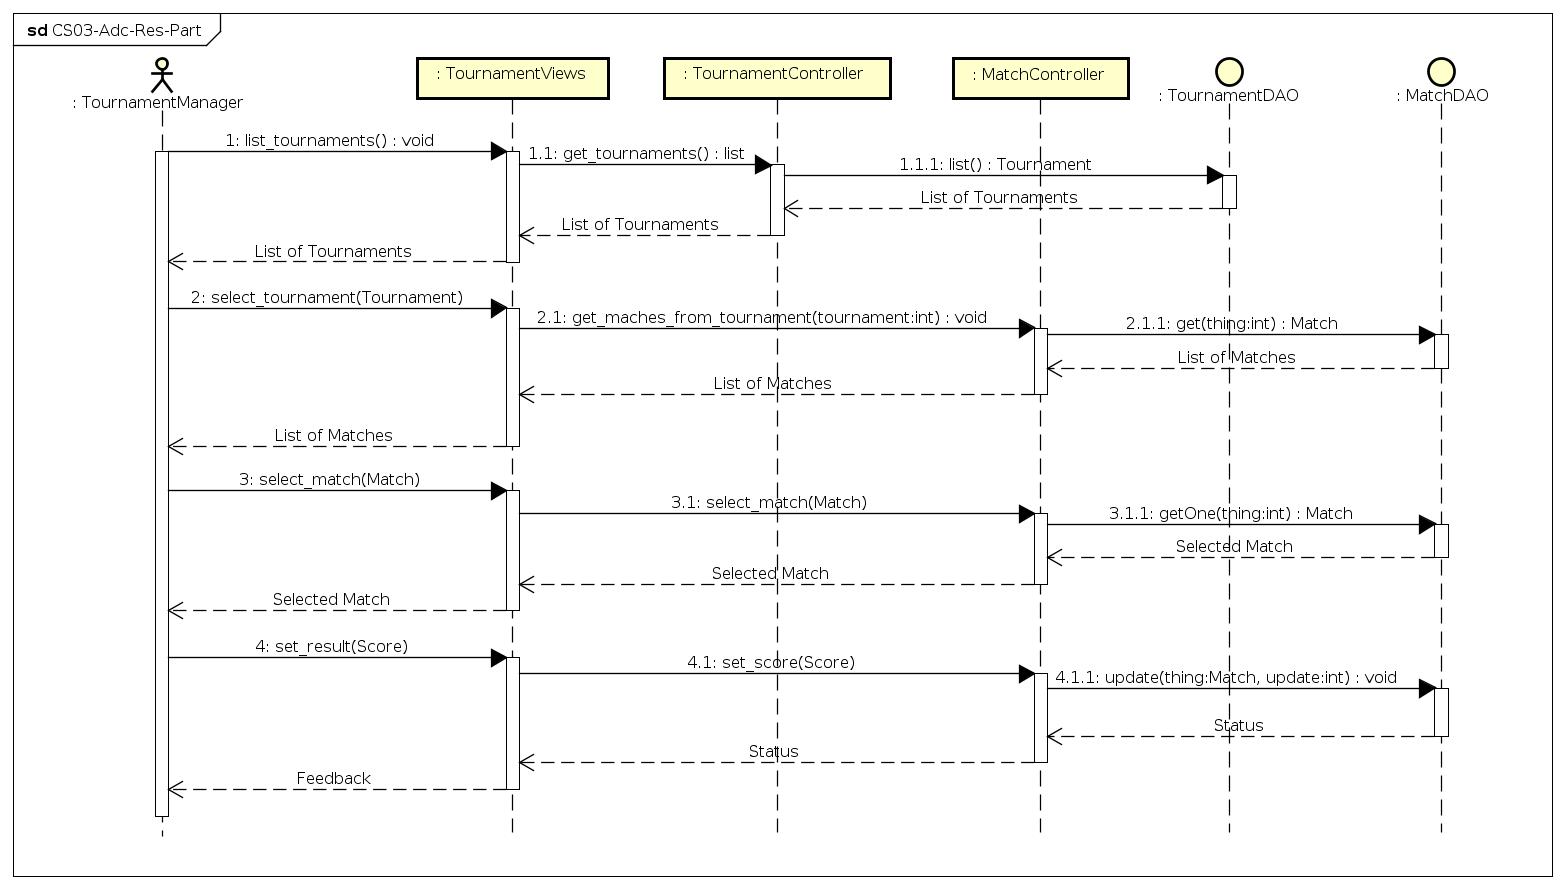 sd CS03-Adc-Res-Part
: TournamentManager
: TournamentViews
: TournamentController
: MatchController
: TournamentDAO
: MatchDAO
1: list_tournaments() : void
1.1: get_tournaments() : list
1.1.1: list() : Tournament
List of Tournaments
List of Tournaments
List of Tournaments
2: select_tournament(Tournament)
2.1: get_maches_from_tournament(tournament:int) : void
2.1.1: get(thing:int) : Match
List of Matches
List of Matches
List of Matches
3: select_match(Match)
3.1: select_match(Match)
3.1.1: getOne(thing:int) : Match
Selected Match
Selected Match
Selected Match
4: set_result(Score)
4.1: set_score(Score)
4.1.1: update(thing:Match, update:int) : void
Status
Status
Feedback